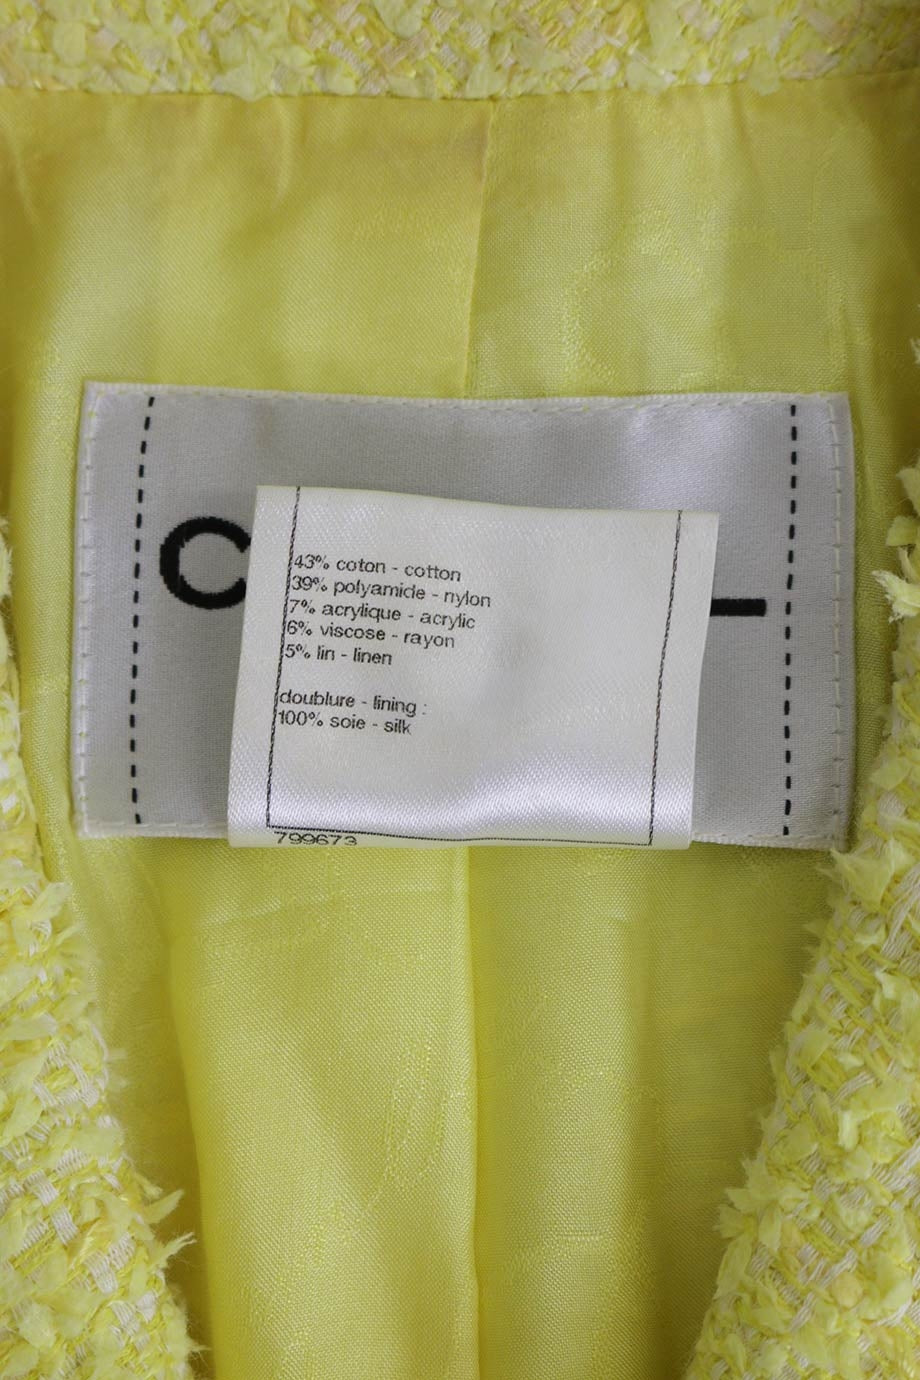 43% coton - cotton
39% polyamide - nylon
7% acrylique - acrylic
6% viscose - rayon
5% lin - linen
doublure - lining :
100% soie - silk
799673